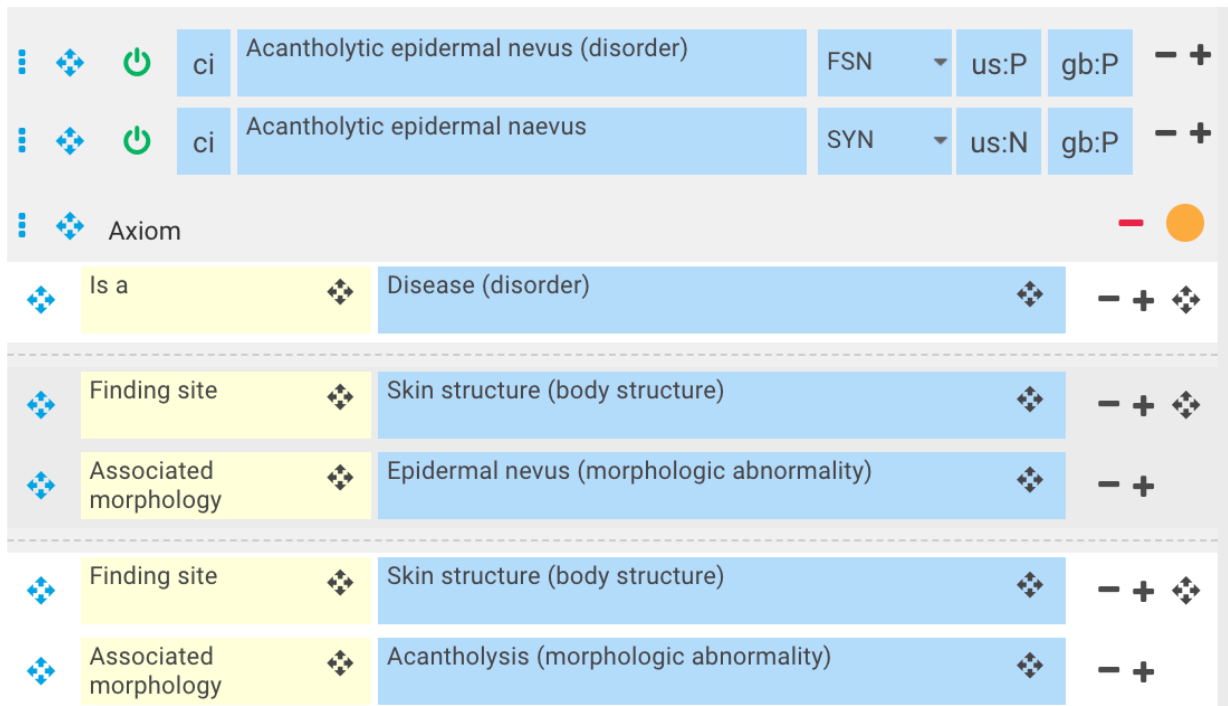 ci Acantholytic epidermal nevus (disorder) FSN us:P gb:P
ci Acantholytic epidermal naevus SYN us:N gb:P
Axiom
Is a Disease (disorder)
Finding site Skin structure (body structure)
Associated morphology Epidermal nevus (morphologic abnormality)
Finding site Skin structure (body structure)
Associated morphology Acantholysis (morphologic abnormality)